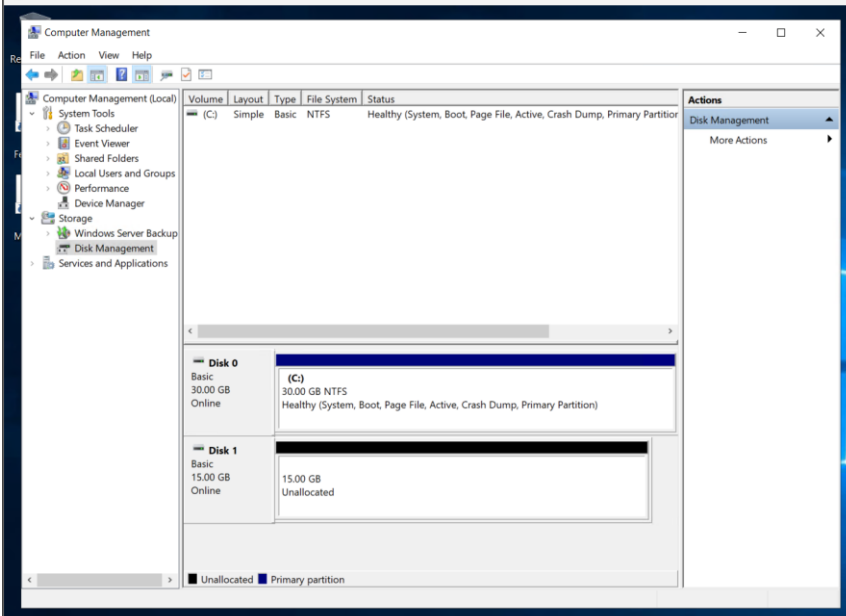 Computer Management
File Action View Help
Computer Management (Local)
System Tools
Task Scheduler
Event Viewer
Shared Folders
Local Users and Groups
Performance
Device Manager
Storage
Windows Server Backup
Disk Management
Services and Applications
Volume Layout Type File System Status
(C:) Simple Basic NTFS Healthy (System, Boot, Page File, Active, Crash Dump, Primary Partitior
Disk 0
Basic
30.00 GB
Online
(C:)
30.00 GB NTFS
Healthy (System, Boot, Page File, Active, Crash Dump, Primary Partition)
Disk 1
Basic
15.00 GB
Online
15.00 GB
Unallocated
Unallocated Primary partition
Actions
Disk Management
More Actions